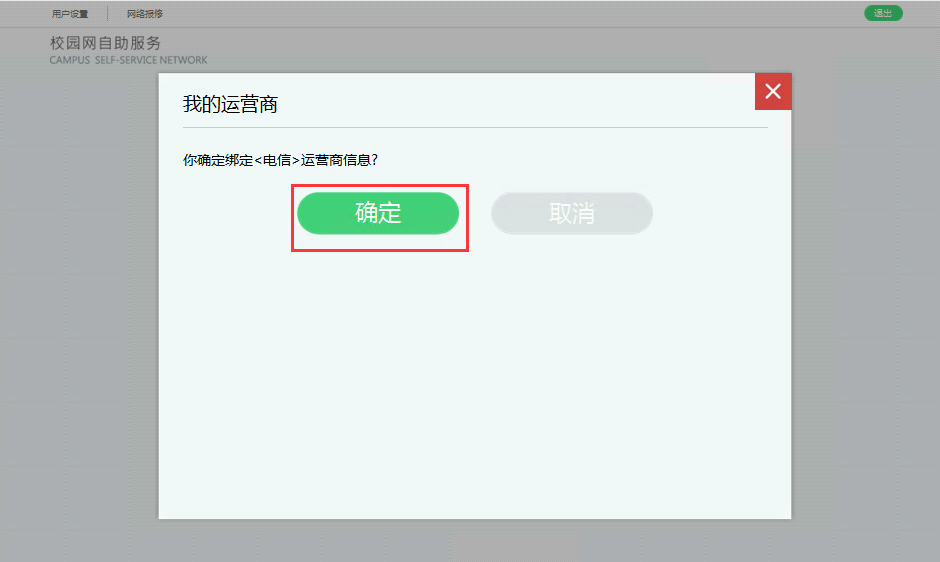 用户设置
网络报修
退出
校园网自助服务
CAMPUS SELF-SERVICE NETWORK
我的运营商
你确定绑定<电信>运营商信息?
确定
取消